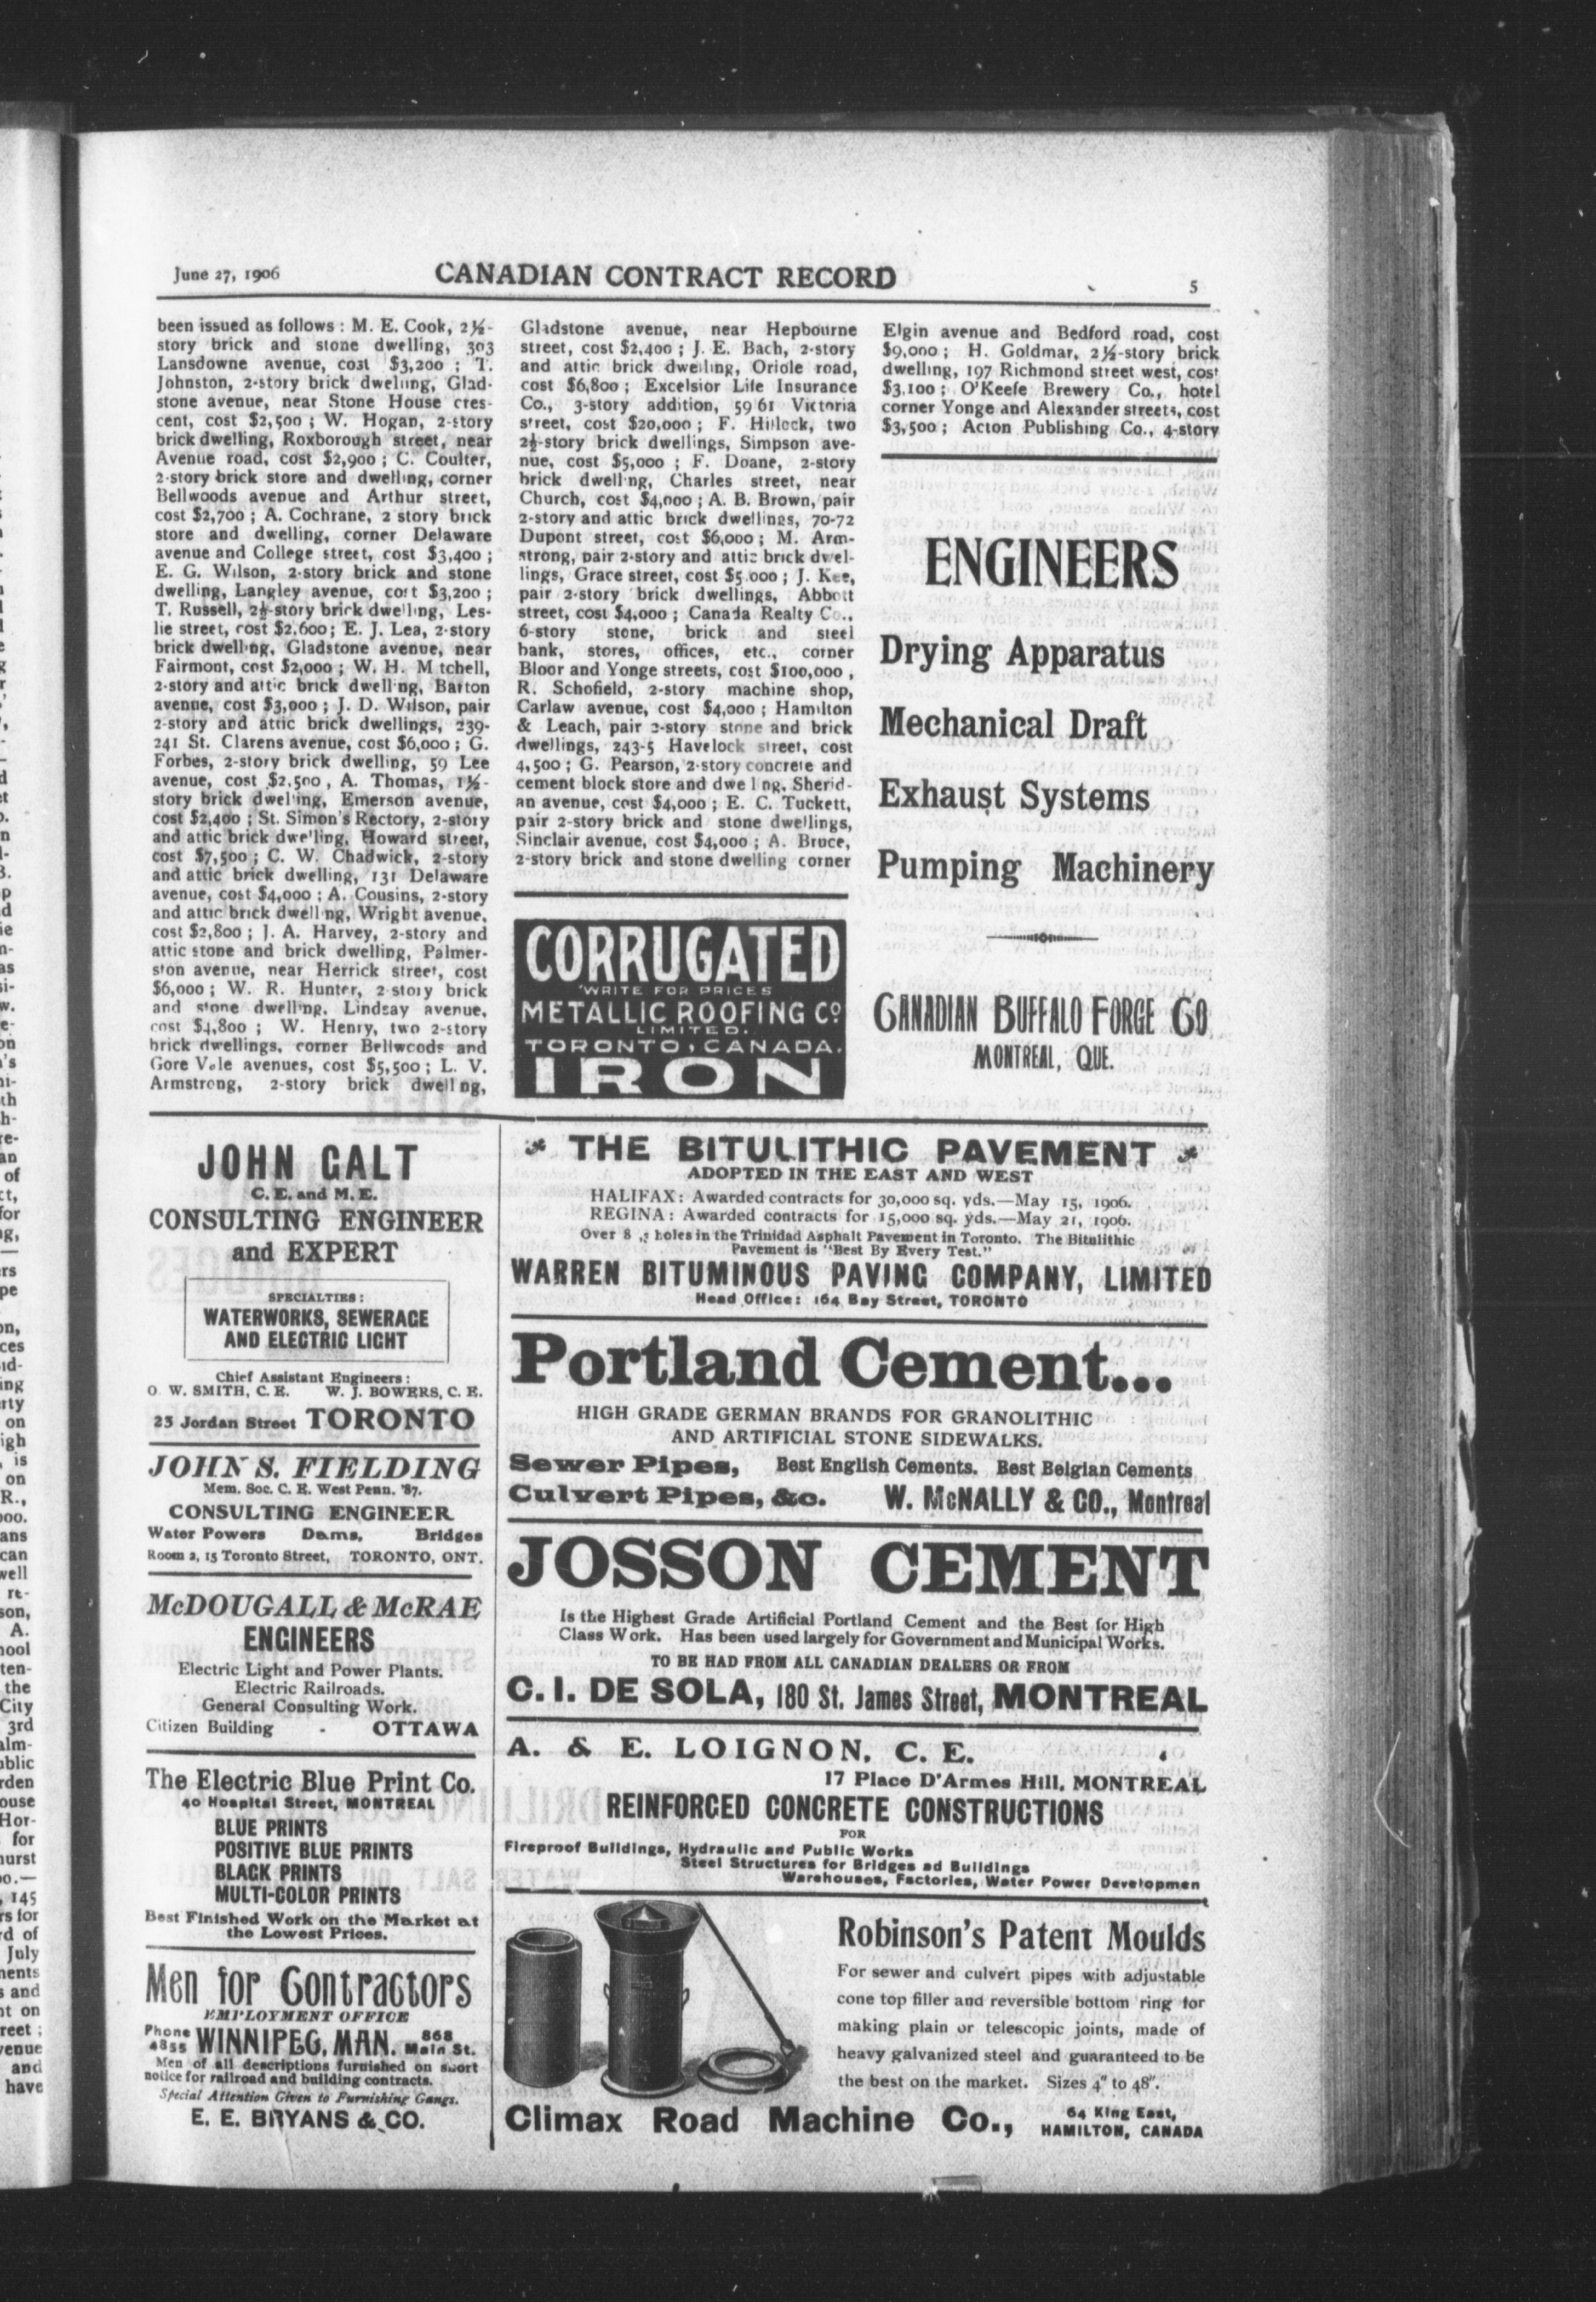 June 27, 1906
CANADIAN CONTRACT RECORD
5
been issued as follows : M. E. Cook, 2½-
story brick and stone dwelling, 303
Lansdowne avenue, cost $3,200 ; T.
Johnston, 2-story brick dwelling, Glad-
stone avenue, near Stone House cres-
cent, cost $2,500 ; W. Hogan, 2-story
brick dwelling, Roxborough street, near
Avenue road, cost $2,900 ; C. Coulter,
2-story brick store and dwelling, corner
Bellwoods avenue and Arthur street,
cost $2,700 ; A. Cochrane, 2 story brick
store and dwelling, corner Delaware
avenue and College street, cost $3,400 ;
E. G. Wilson, 2-story brick and stone
dwelling, Langley avenue, cost $3,200 ;
T. Russell, 2½-story brick dwelling, Les-
lie street, cost $2,600; E. J. Lea, 2-story
brick dwelling, Gladstone avenue, near
Fairmont, cost $2,000 ; W. H. M tchell,
2-story and attic brick dwell ng, Barton
avenue, cost $3,000 ; J. D. Wilson, pair
2-story and attic brick dwellings, 239-
241 St. Clarens avenue, cost $6,000 ; G.
Forbes, 2-story brick dwelling, 59 Lee
avenue, cost $2,500 , A. Thomas, 1½-
story brick dwelling, Emerson avenue,
cost $2,400 ; St. Simon's Rectory, 2-story
and attic brick dwelling, Howard street,
cost $7,500 ; C. W. Chadwick, 2-story
and attic brick dwelling, 131 Delaware
avenue, cost $4,000 ; A. Cousins, 2-story
and attic brick dwell ng, Wright avenue,
cost $2,800 ; J. A. Harvey, 2-story and
attic stone and brick dwelling, Palmer-
ston avenue, near Herrick street, cost
$6,000 ; W. R. Hunter, 2 story brick
and stone dwelling, Lindsay avenue,
cost $4,800 ; W. Henry, two 2-story
brick dwellings, corner Bellwoods and
Gore Vale avenues, cost $5,500 ; L. V.
Armstrong, 2-story brick dwell ng,
Gladstone avenue, near Hepbourne
street, cost $2,400 ; J. E. Bach, 2-story
and attic brick dwelling, Oriole road,
cost $6,800 ; Excelsior Life Insurance
Co., 3-story addition, 59 61 Victoria
street, cost $20,000 ; F. Hillock, two
2½-story brick dwellings, Simpson ave-
nue, cost $5,000 ; F. Doane, 2-story
brick dwell ng, Charles street, near
Church, cost $4,000 ; A. B. Brown, pair
2-story and attic brick dwellings, 70-72
Dupont street, cost $6,000 ; M. Arm-
strong, pair 2-story and attic brick dwel-
lings, Grace street, cost $5 000 ; J. Kee,
pair 2-story brick dwellings, Abbott
street, cost $4,000 ; Canada Realty Co.,
6-story stone, brick and steel
bank, stores, offices, etc., corner
Bloor and Yonge streets, cost $100,000 ,
R. Schofield, 2-story machine shop,
Carlaw avenue, cost $4,000 ; Hamilton
& Leach, pair 2-story stone and brick
dwellings, 243-5 Havelock street, cost
4,500 ; G. Pearson, 2-story concrete and
cement block store and dwe l ng, Sherid-
an avenue, cost $4,000 ; E. C. Tuckett,
pair 2-story brick and stone dwellings,
Sinclair avenue, cost $4,000 ; A. Bruce,
2-story brick and stone dwelling corner
Elgin avenue and Bedford road, cost
$9,000 ; H. Goldmar, 2½-story brick
dwelling, 197 Richmond street west, cost
$3,100 ; O'Keefe Brewery Co., hotel
corner Yonge and Alexander streets, cost
$3,500 ; Acton Publishing Co., 4-story
CORRUGATED
WRITE FOR PRICES
METALLIC ROOFING Co
LIMITED.
TORONTO, CANADA.
IRON
ENGINEERS
Drying Apparatus
Mechanical Draft
Exhaust Systems
Pumping Machinery
CANADIAN BUFFALO FORGE CO
MONTREAL, QUE.
JOHN GALT
C. E. and M. E.
CONSULTING ENGINEER
and EXPERT
SPECIALTIES :
WATERWORKS, SEWERAGE
AND ELECTRIC LIGHT
Chief Assistant Engineers :
O W. SMITH, C. E. W. J. BOWERS, C. E.
23 Jordan Street TORONTO
JOHN S. FIELDING
Mem. Soc. C. E. West Penn. '87.
CONSULTING ENGINEER
Water Powers Dams, Bridges
Room 2, 15 Toronto Street, TORONTO, ONT.
McDOUGALL & McRAE
ENGINEERS
Electric Light and Power Plants.
Electric Railroads.
General Consulting Work.
Citizen Building - OTTAWA
The Electric Blue Print Co.
40 Hospital Street, MONTREAL
BLUE PRINTS
POSITIVE BLUE PRINTS
BLACK PRINTS
MULTI-COLOR PRINTS
Best Finished Work on the Market at
the Lowest Prices.
Men for Contractors
EMPLOYMENT OFFICE
Phone 4855 WINNIPEG, MAN. 868 Main St.
Men of all descriptions furnished on short
notice for railroad and building contracts.
Special Attention Given to Furnishing Gangs.
E. E. BRYANS & CO.
THE BITULITHIC PAVEMENT
ADOPTED IN THE EAST AND WEST
HALIFAX: Awarded contracts for 30,000 sq. yds.—May 15, 1906.
REGINA: Awarded contracts for 15,000 sq. yds.—May 21, 1906.
Over 8 holes in the Trinidad Asphalt Pavement in Toronto. The Bitulithic
Pavement is "Best By Every Test."
WARREN BITUMINOUS PAVING COMPANY, LIMITED
Head Office: 164 Bay Street, TORONTO
Portland Cement...
HIGH GRADE GERMAN BRANDS FOR GRANOLITHIC
AND ARTIFICIAL STONE SIDEWALKS.
Sewer Pipes, Best English Cements. Best Belgian Cements
Culvert Pipes, &c. W. McNALLY & CO., Montreal
JOSSON CEMENT
Is the Highest Grade Artificial Portland Cement and the Best for High
Class Work. Has been used largely for Government and Municipal Works.
TO BE HAD FROM ALL CANADIAN DEALERS OR FROM
C. I. DE SOLA, 180 St. James Street, MONTREAL
A. & E. LOIGNON, C. E.
17 Place D'Armes Hill, MONTREAL
REINFORCED CONCRETE CONSTRUCTIONS
FOR
Fireproof Buildings, Hydraulic and Public Works
Steel Structures for Bridges ad Buildings
Warehouses, Factories, Water Power Developmen
Robinson's Patent Moulds
For sewer and culvert pipes with adjustable
cone top filler and reversible bottom ring for
making plain or telescopic joints, made of
heavy galvanized steel and guaranteed to be
the best on the market. Sizes 4" to 48".
Climax Road Machine Co., 64 King East,
HAMILTON, CANADA